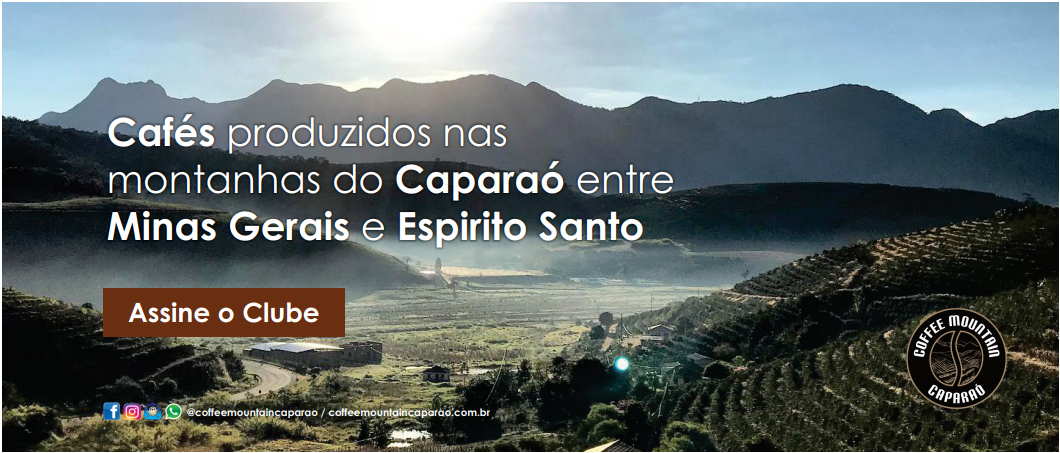 Cafés produzidos nas
montanhas do Caparaó entre
Minas Gerais e Espirito Santo
Assine o Clube
@coffeemountaincaparao / coffeemountaincaparao.com.br
COFFEE MOUNTAIN
CAPARAÓ